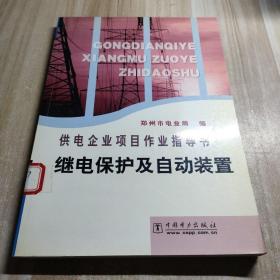 GONGDIANQIYE
XIANGMU ZUOYE
ZHIDAOSHU
郑州市电业局 编
供电企业项目作业指导书
继电保护及自动装置
中国电力出版社
www.cepp.com.cn